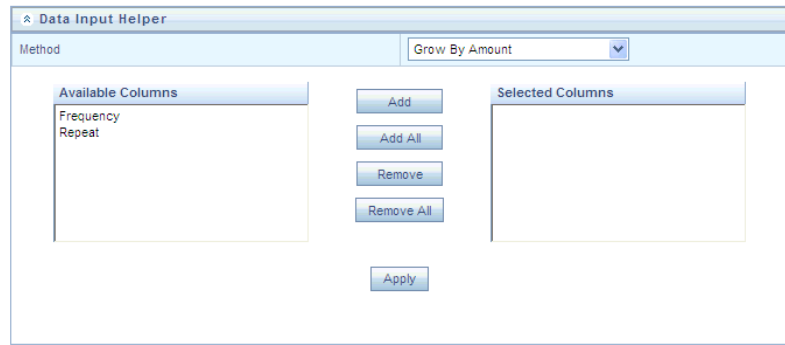 Data Input Helper
Method Grow By Amount
Available Columns
Frequency
Repeat
Add
Add All
Remove
Remove All
Selected Columns
Apply